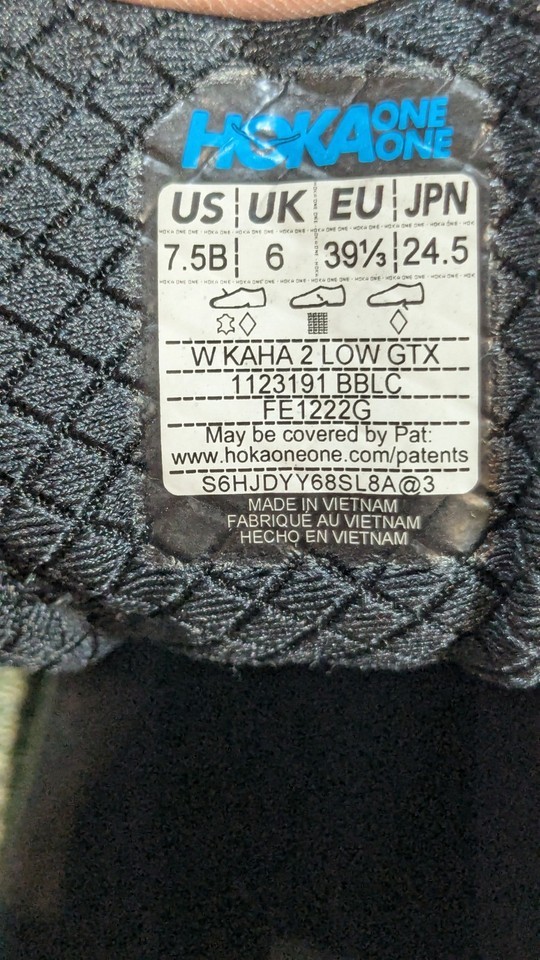 HOKA ONE ONE
US UK EU JPN
7.5B 6 39⅓ 24.5
W KAHA 2 LOW GTX
1123191 BBLC
FE1222G
May be covered by Pat:
www.hokaoneone.com/patents
S6HJDYY68SL8A@3
MADE IN VIETNAM
FABRIQUÉ AU VIETNAM
HECHO EN VIETNAM